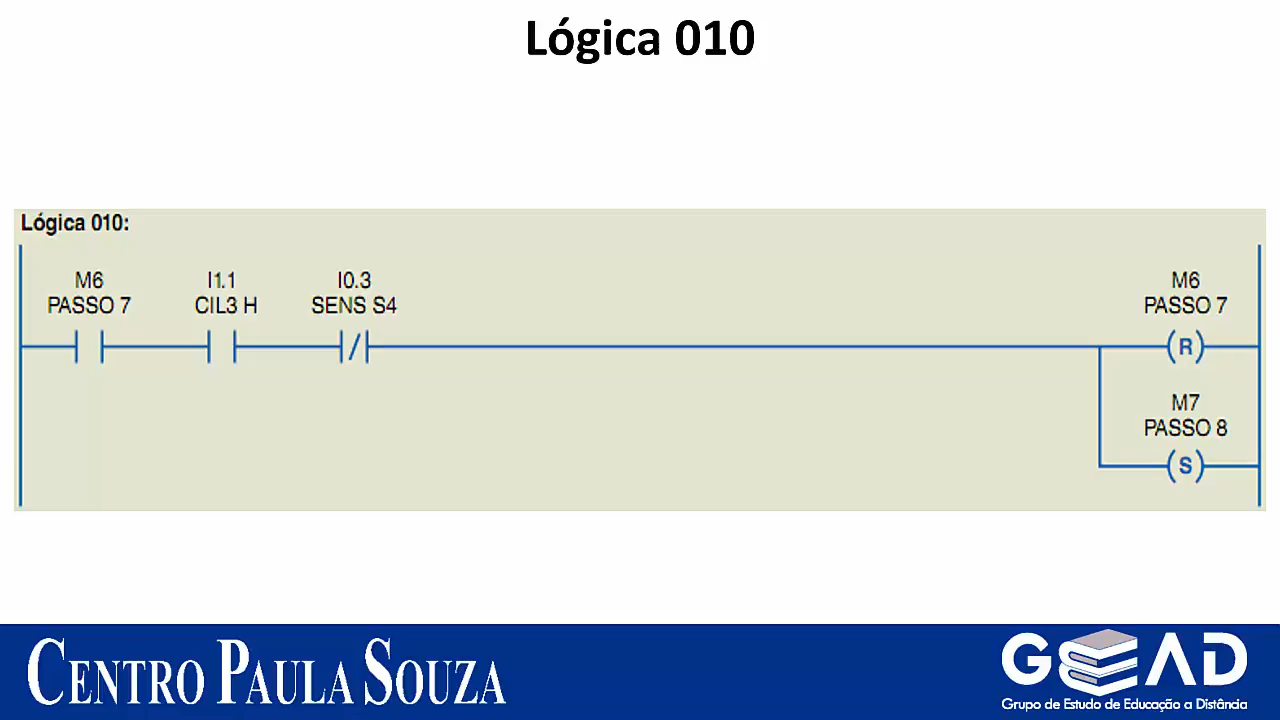 Lógica 010
Lógica 010:
M6 I1.1 I0.3 M6
PASSO 7 CIL3 H SENS S4 PASSO 7
R
M7
PASSO 8
S
CENTRO PAULA SOUZA
GEAD
Grupo de Estudo de Educação a Distância